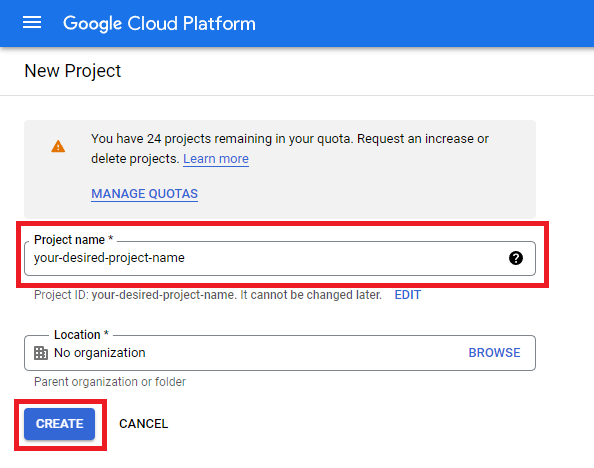 Google Cloud Platform
New Project
You have 24 projects remaining in your quota. Request an increase or
delete projects. Learn more
MANAGE QUOTAS
Project name *
your-desired-project-name
Project ID: your-desired-project-name. It cannot be changed later. EDIT
Location *
No organization BROWSE
Parent organization or folder
CREATE CANCEL